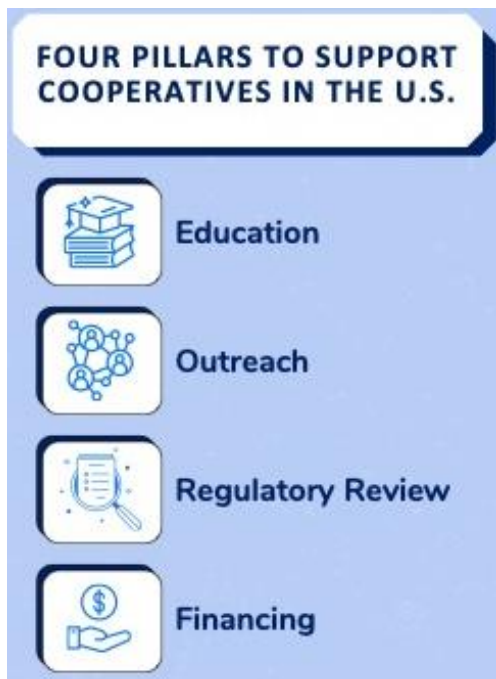 FOUR PILLARS TO SUPPORT
COOPERATIVES IN THE U.S.
Education
Outreach
Regulatory Review
$
Financing